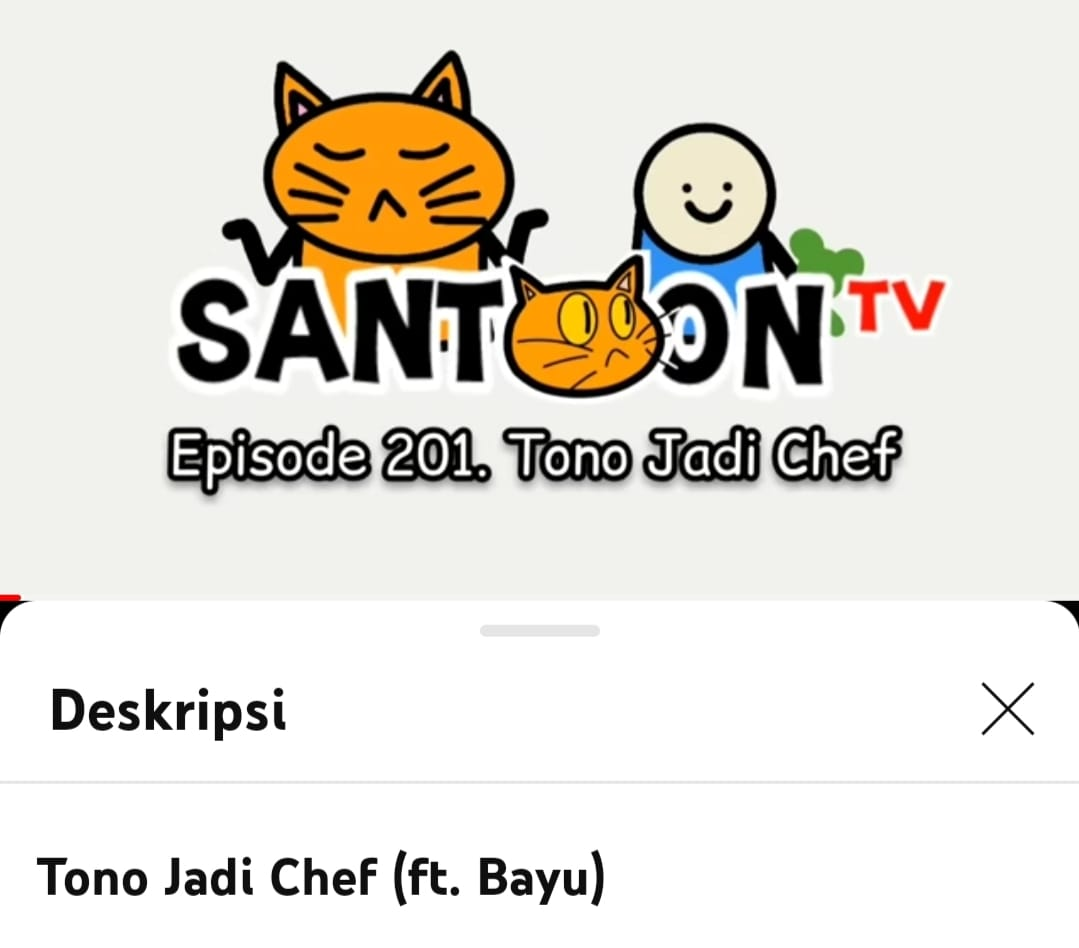 SANTOON TV
Episode 201. Tono Jadi Chef
Deskripsi
Tono Jadi Chef (ft. Bayu)